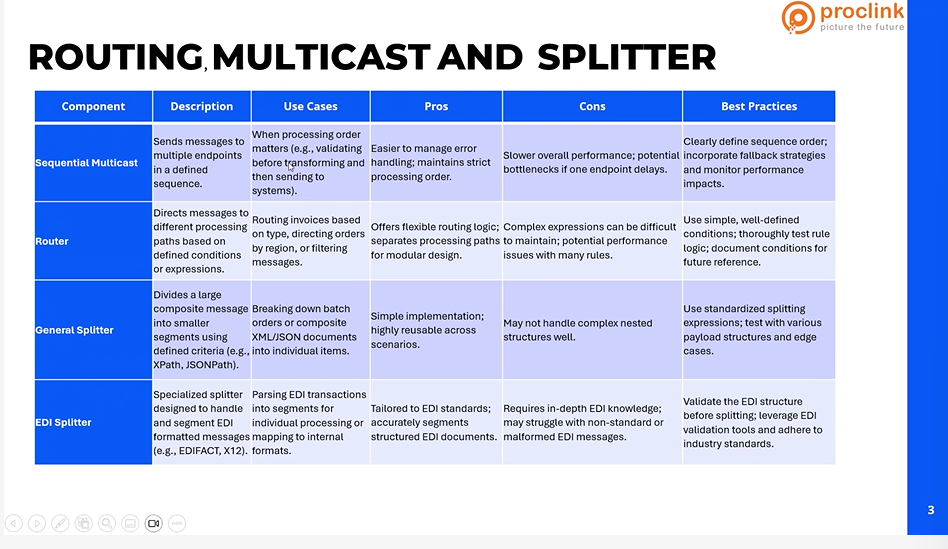 proclink
picture the future
ROUTING, MULTICAST AND SPLITTER
Component
Description
Use Cases
Pros
Cons
Best Practices
Sequential Multicast
Sends messages to
multiple endpoints
in a defined
sequence.
When processing order
matters (e.g., validating
before transforming and
then sending to
systems).
Easier to manage error
handling; maintains strict
processing order.
Slower overall performance; potential
bottlenecks if one endpoint delays.
Clearly define sequence order;
incorporate fallback strategies
and monitor performance
impacts.
Router
Directs messages to
different processing
paths based on
defined conditions
or expressions.
Routing invoices based
on type, directing orders
by region, or filtering
messages.
Offers flexible routing logic;
separates processing paths
for modular design.
Complex expressions can be difficult
to maintain; potential performance
issues with many rules.
Use simple, well-defined
conditions; thoroughly test rule
logic; document conditions for
future reference.
General Splitter
Divides a large
composite message
into smaller
segments using
defined criteria (e.g.,
XPath, JSONPath).
Breaking down batch
orders or composite
XML/JSON documents
into individual items.
Simple implementation;
highly reusable across
scenarios.
May not handle complex nested
structures well.
Use standardized splitting
expressions; test with various
payload structures and edge
cases.
EDI Splitter
Specialized splitter
designed to handle
and segment EDI
formatted messages
(e.g., EDIFACT, X12).
Parsing EDI transactions
into segments for
individual processing or
mapping to internal
formats.
Tailored to EDI standards;
accurately segments
structured EDI documents.
Requires in-depth EDI knowledge;
may struggle with non-standard or
malformed EDI messages.
Validate the EDI structure
before splitting; leverage EDI
validation tools and adhere to
industry standards.
3